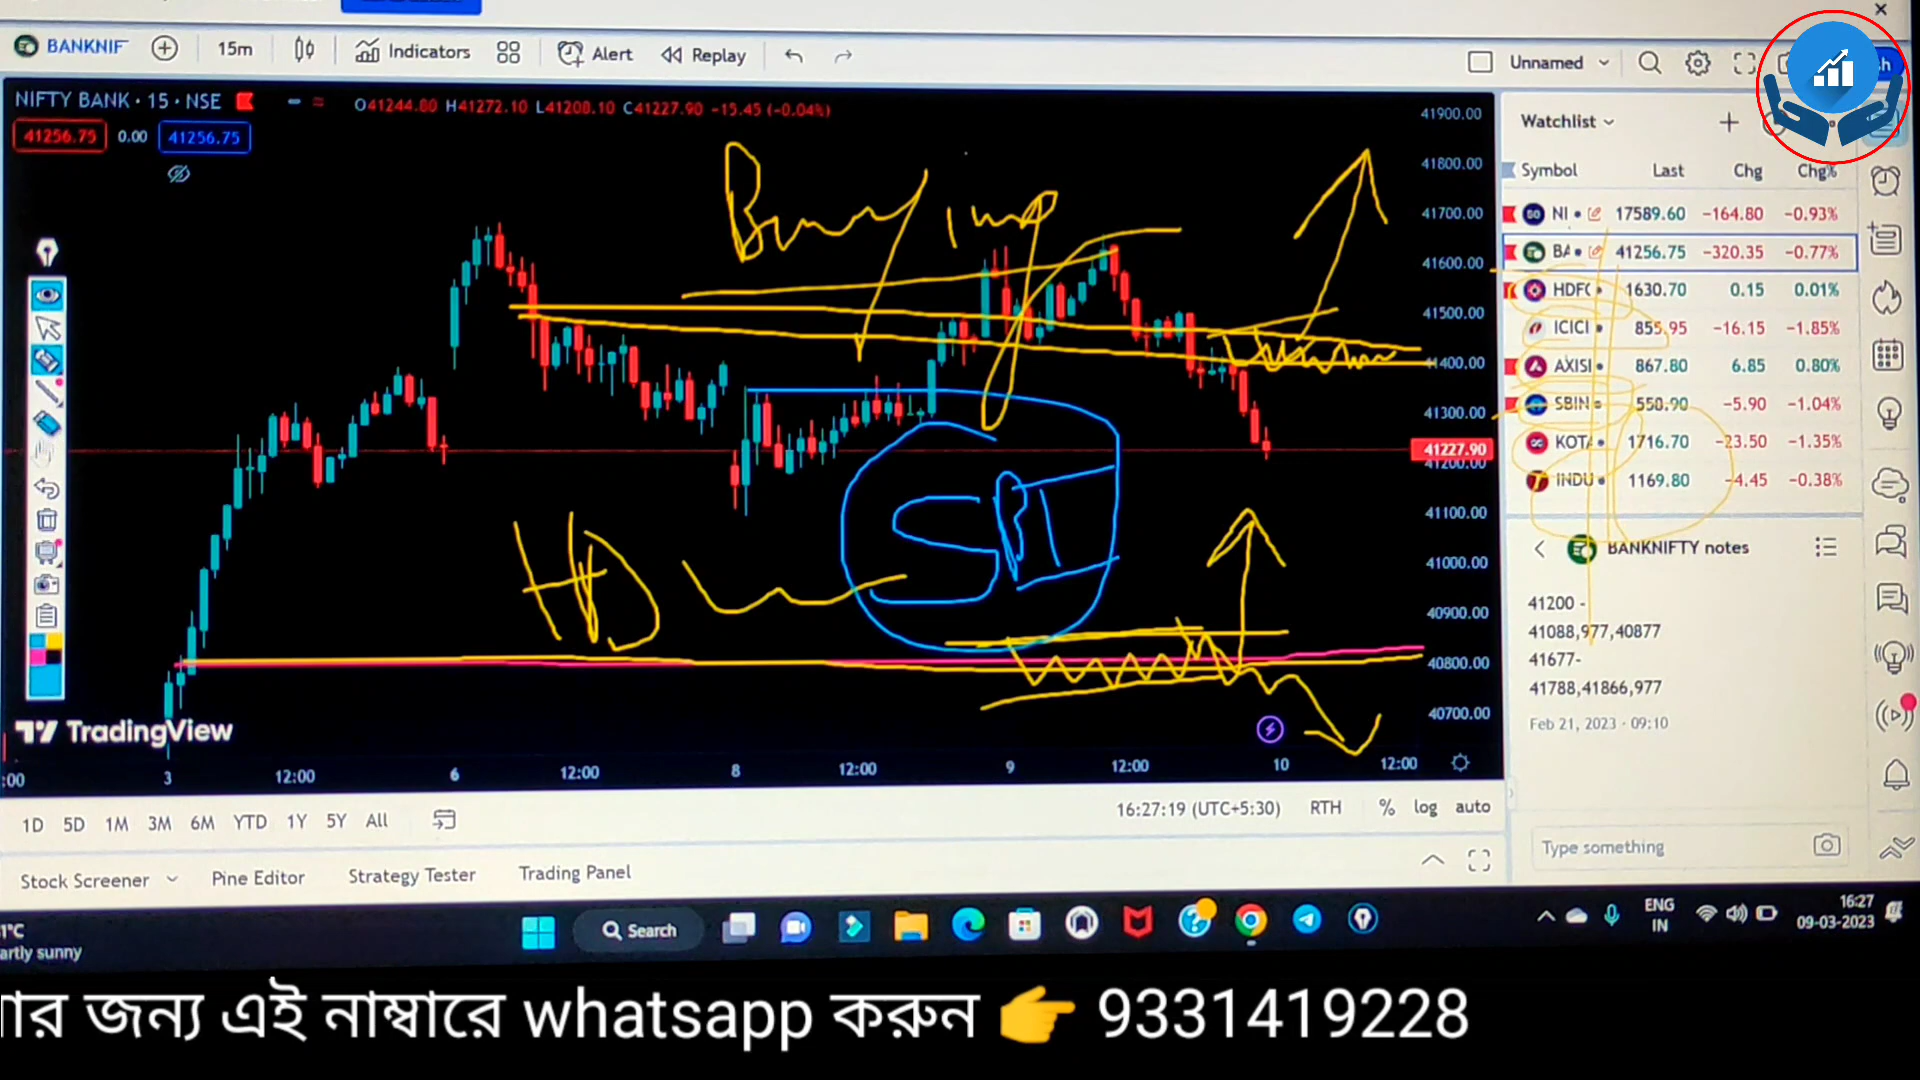 BANKNIF
15m
Indicators
Alert
Replay
Unnamed
NIFTY BANK · 15 · NSE
O41244.80 H41272.10 L41208.10 C41227.90 −15.45 (−0.04%)
41256.75
0.00
41256.75
Buying
HD
SBI
41900.00
41800.00
41700.00
41600.00
41500.00
41400.00
41300.00
41227.90
41200.00
41100.00
41000.00
40900.00
40800.00
40700.00
TradingView
:00
3
12:00
6
12:00
8
12:00
9
12:00
10
12:00
Watchlist
Symbol Last Chg Chg%
NI 17589.60 −164.80 −0.93%
BA 41256.75 −320.35 −0.77%
HDFC 1630.70 0.15 0.01%
ICICI 855.95 −16.15 −1.85%
AXISI 867.80 6.85 0.80%
SBIN 550.90 −5.90 −1.04%
KOTA 1716.70 −23.50 −1.35%
INDU 1169.80 −4.45 −0.38%
BANKNIFTY notes
41200 -
41088,977,40877
41677-
41788,41866,977
Feb 21, 2023 · 09:10
Type something
1D 5D 1M 3M 6M YTD 1Y 5Y All
16:27:19 (UTC+5:30) RTH % log auto
Stock Screener
Pine Editor
Strategy Tester
Trading Panel
1°C
artly sunny
Search
ENG
IN
16:27
09-03-2023
জন্য এই নাম্বারে whatsapp করুন 👉 9331419228